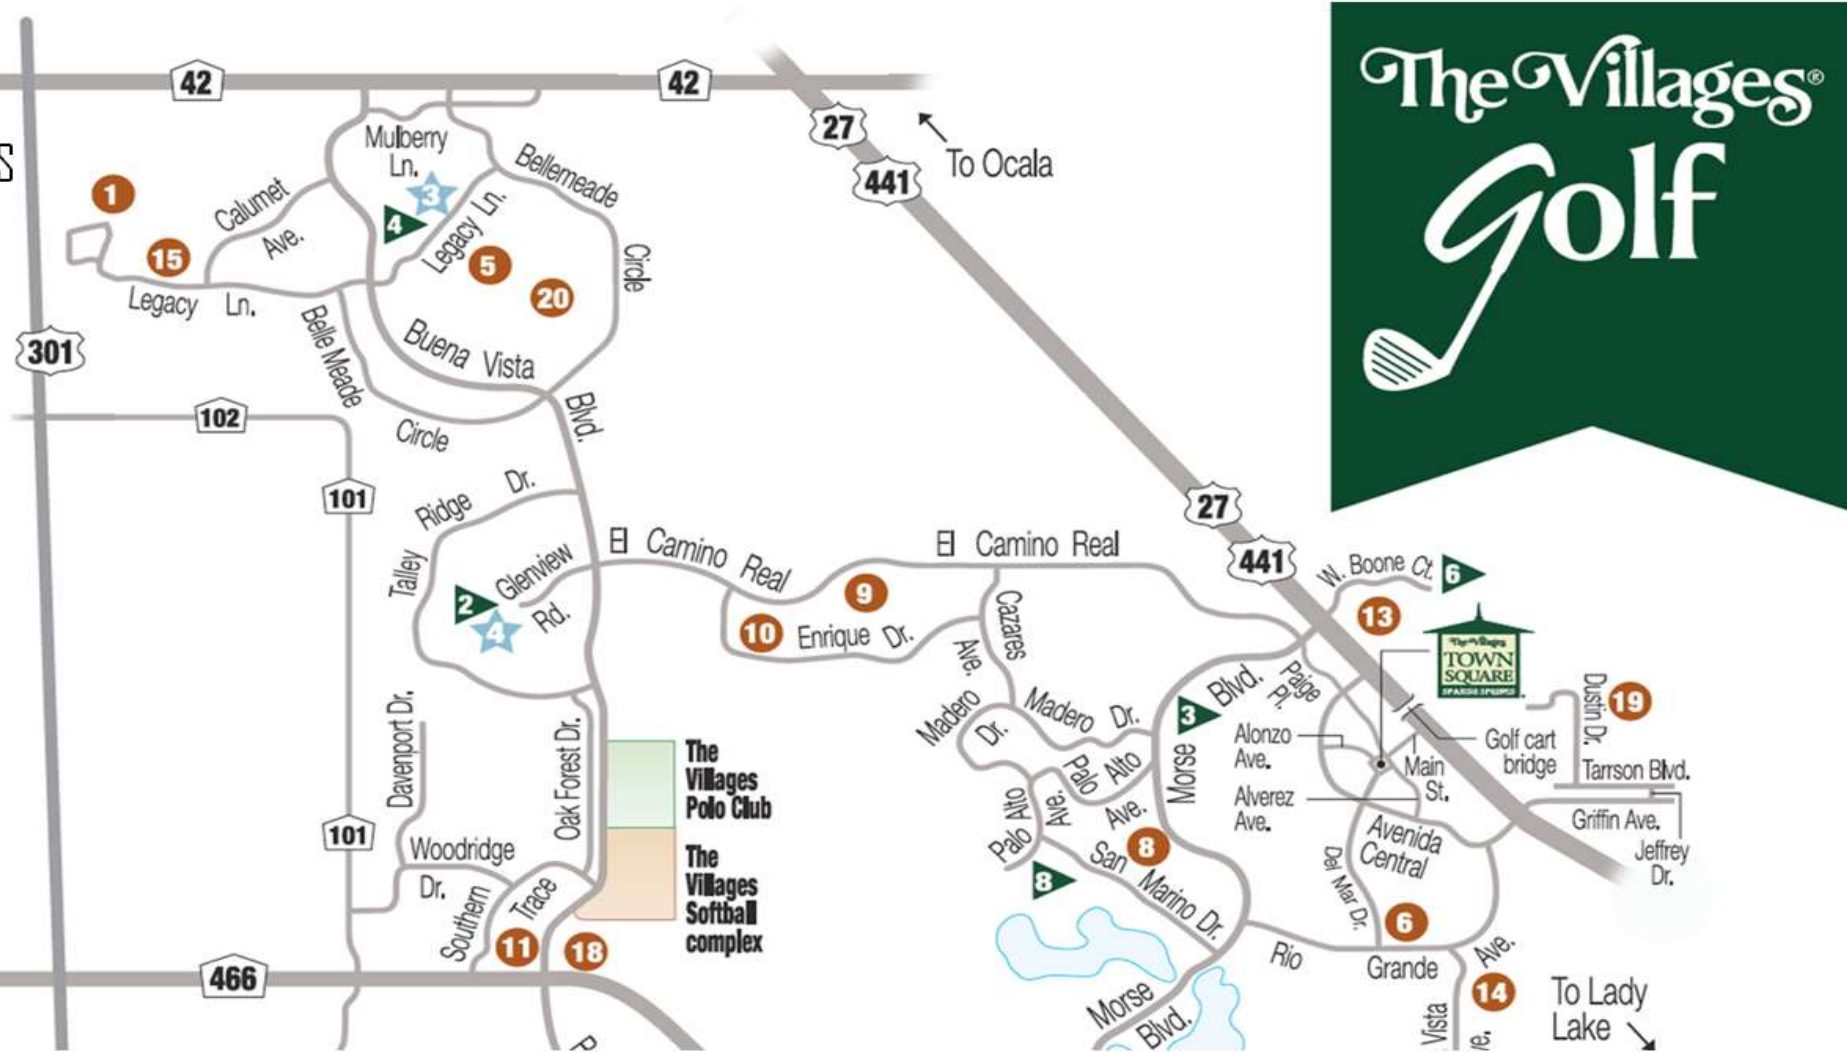 The Villages®
Golf
42
42
27
441
To Ocala
S
Mulberry
Ln.
Bellemeade
Circle
3
4
Legacy Ln.
1
Calumet
Ave.
15
5
20
Legacy Ln.
Belle Meade
Circle
Buena Vista
Blvd.
301
102
101
Talley Ridge Dr.
El Camino Real
El Camino Real
27
441
W. Boone Ct.
6
2
Glenview
Rd.
4
9
10
Enrique Dr.
Cazares
Ave.
13
The Villages
TOWN
SQUARE
SPANISH SPRINGS
Paige
Pl.
Dustin Dr.
19
Madero
Dr.
Madero Dr.
3
Blvd.
Morse
Alonzo
Ave.
Golf cart
bridge
Main
St.
Tarrson Blvd.
Davenport Dr.
Oak Forest Dr.
The
Villages
Polo Club
Palo Alto
Ave.
Palo Alto
Ave.
Alverez
Ave.
Griffin Ave.
Jeffrey
Dr.
101
Woodridge
Dr.
The
Villages
Softball
complex
8
San Marino Dr.
8
Avenida
Central
Del Mar Dr.
Southern
Trace
11
18
6
466
Rio Grande
Ave.
14
Vista
ve.
Morse
Blvd.
To Lady
Lake